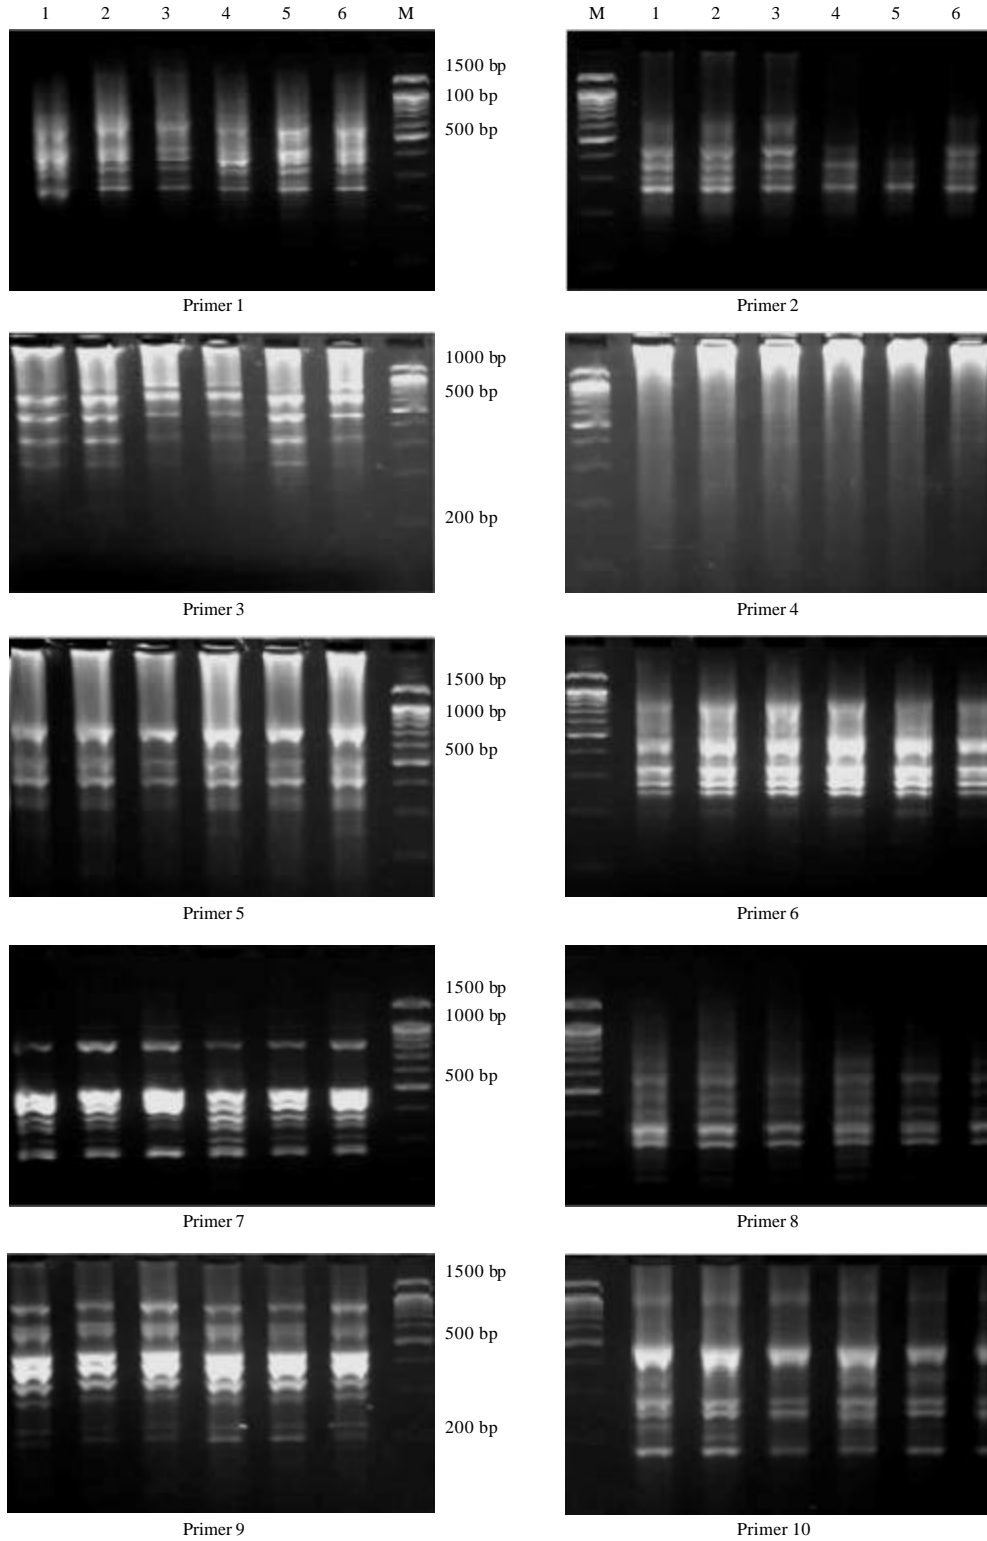 1 2 3 4 5 6 M
M 1 2 3 4 5 6
1500 bp
100 bp
500 bp
Primer 1
Primer 2
1000 bp
500 bp
200 bp
Primer 3
Primer 4
1500 bp
1000 bp
500 bp
Primer 5
Primer 6
1500 bp
1000 bp
500 bp
Primer 7
Primer 8
1500 bp
500 bp
200 bp
Primer 9
Primer 10